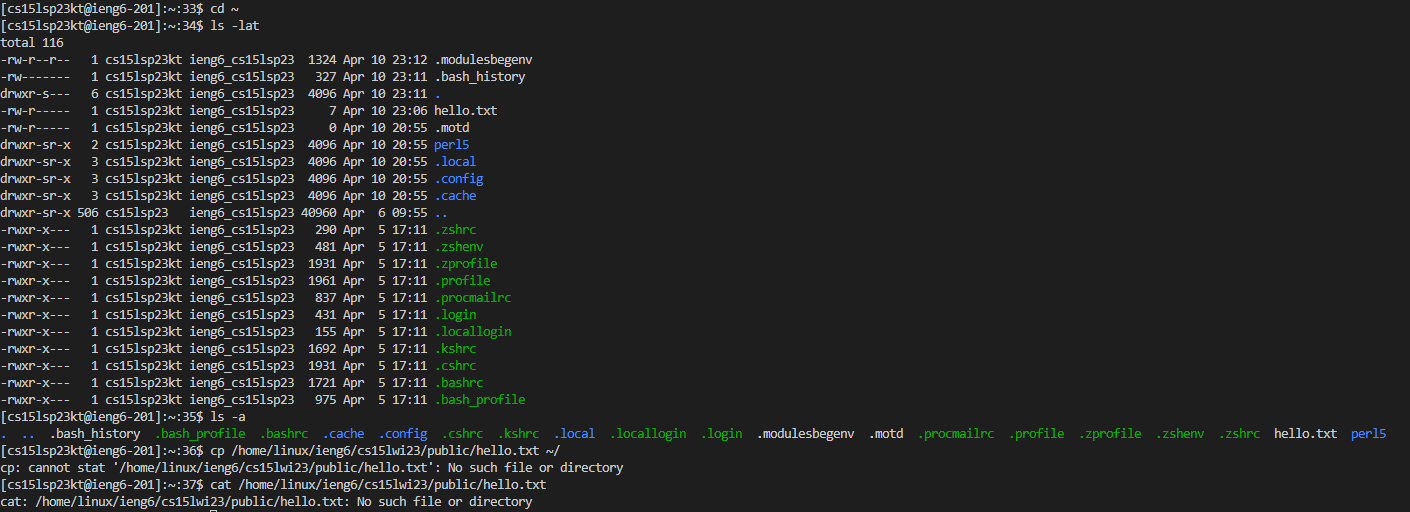 [cs15lsp23kt@ieng6-201]:~:33$ cd ~
[cs15lsp23kt@ieng6-201]:~:34$ ls -lat
total 116
-rw-r--r--   1 cs15lsp23kt ieng6_cs15lsp23  1324 Apr 10 23:12 .modulesbegenv
-rw-------   1 cs15lsp23kt ieng6_cs15lsp23   327 Apr 10 23:11 .bash_history
drwxr-s---   6 cs15lsp23kt ieng6_cs15lsp23  4096 Apr 10 23:11 .
-rw-r-----   1 cs15lsp23kt ieng6_cs15lsp23     7 Apr 10 23:06 hello.txt
-rw-r-----   1 cs15lsp23kt ieng6_cs15lsp23     0 Apr 10 20:55 .motd
drwxr-sr-x   2 cs15lsp23kt ieng6_cs15lsp23  4096 Apr 10 20:55 perl5
drwxr-sr-x   3 cs15lsp23kt ieng6_cs15lsp23  4096 Apr 10 20:55 .local
drwxr-sr-x   3 cs15lsp23kt ieng6_cs15lsp23  4096 Apr 10 20:55 .config
drwxr-sr-x   3 cs15lsp23kt ieng6_cs15lsp23  4096 Apr 10 20:55 .cache
drwxr-sr-x 506 cs15lsp23   ieng6_cs15lsp23 40960 Apr  6 09:55 ..
-rwxr-x---   1 cs15lsp23kt ieng6_cs15lsp23   290 Apr  5 17:11 .zshrc
-rwxr-x---   1 cs15lsp23kt ieng6_cs15lsp23   481 Apr  5 17:11 .zshenv
-rwxr-x---   1 cs15lsp23kt ieng6_cs15lsp23  1931 Apr  5 17:11 .zprofile
-rwxr-x---   1 cs15lsp23kt ieng6_cs15lsp23  1961 Apr  5 17:11 .profile
-rwxr-x---   1 cs15lsp23kt ieng6_cs15lsp23   837 Apr  5 17:11 .procmailrc
-rwxr-x---   1 cs15lsp23kt ieng6_cs15lsp23   431 Apr  5 17:11 .login
-rwxr-x---   1 cs15lsp23kt ieng6_cs15lsp23   155 Apr  5 17:11 .locallogin
-rwxr-x---   1 cs15lsp23kt ieng6_cs15lsp23  1692 Apr  5 17:11 .kshrc
-rwxr-x---   1 cs15lsp23kt ieng6_cs15lsp23  1931 Apr  5 17:11 .cshrc
-rwxr-x---   1 cs15lsp23kt ieng6_cs15lsp23  1721 Apr  5 17:11 .bashrc
-rwxr-x---   1 cs15lsp23kt ieng6_cs15lsp23   975 Apr  5 17:11 .bash_profile
[cs15lsp23kt@ieng6-201]:~:35$ ls -a
.  ..  .bash_history  .bash_profile  .bashrc  .cache  .config  .cshrc  .kshrc  .local  .locallogin  .login  .modulesbegenv  .motd  .procmailrc  .profile  .zprofile  .zshenv  .zshrc  hello.txt  perl5
[cs15lsp23kt@ieng6-201]:~:36$ cp /home/linux/ieng6/cs15lwi23/public/hello.txt ~/
cp: cannot stat '/home/linux/ieng6/cs15lwi23/public/hello.txt': No such file or directory
[cs15lsp23kt@ieng6-201]:~:37$ cat /home/linux/ieng6/cs15lwi23/public/hello.txt
cat: /home/linux/ieng6/cs15lwi23/public/hello.txt: No such file or directory